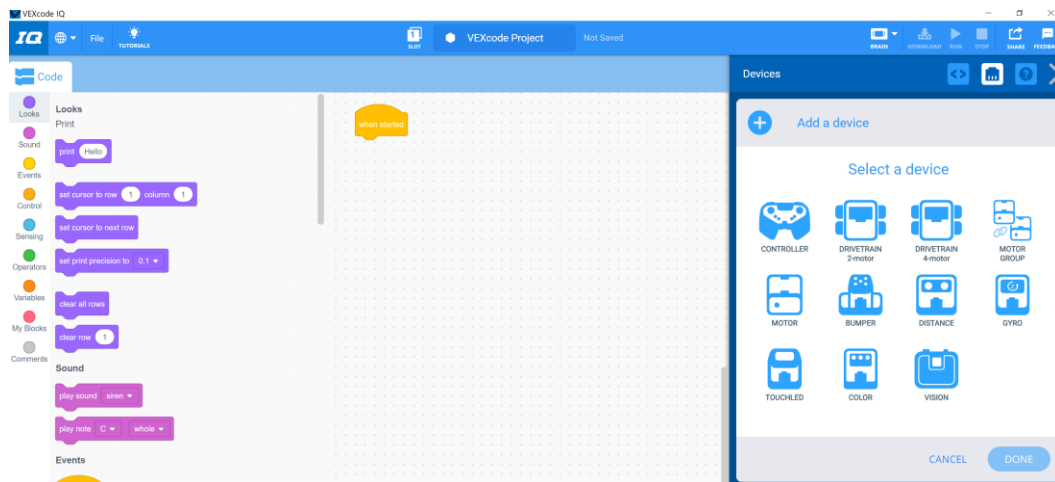 VEXcode IQ
IQ
File
TUTORIALS
1
SLOT
VEXcode Project
Not Saved
BRAIN
DOWNLOAD
RUN
STOP
SHARE
Code
Looks
Sound
Events
Control
Sensing
Operators
Variables
My Blocks
Comments
Looks
Print
print Hello
set cursor to row 1 column 1
set cursor to next row
set print precision to 0.1
clear all rows
clear row 1
Sound
play sound siren
play note C whole
Events
when started
Devices
Add a device
Select a device
CONTROLLER
DRIVETRAIN
2-motor
DRIVETRAIN
4-motor
MOTOR
GROUP
MOTOR
BUMPER
DISTANCE
GYRO
TOUCHLED
COLOR
VISION
CANCEL
DONE